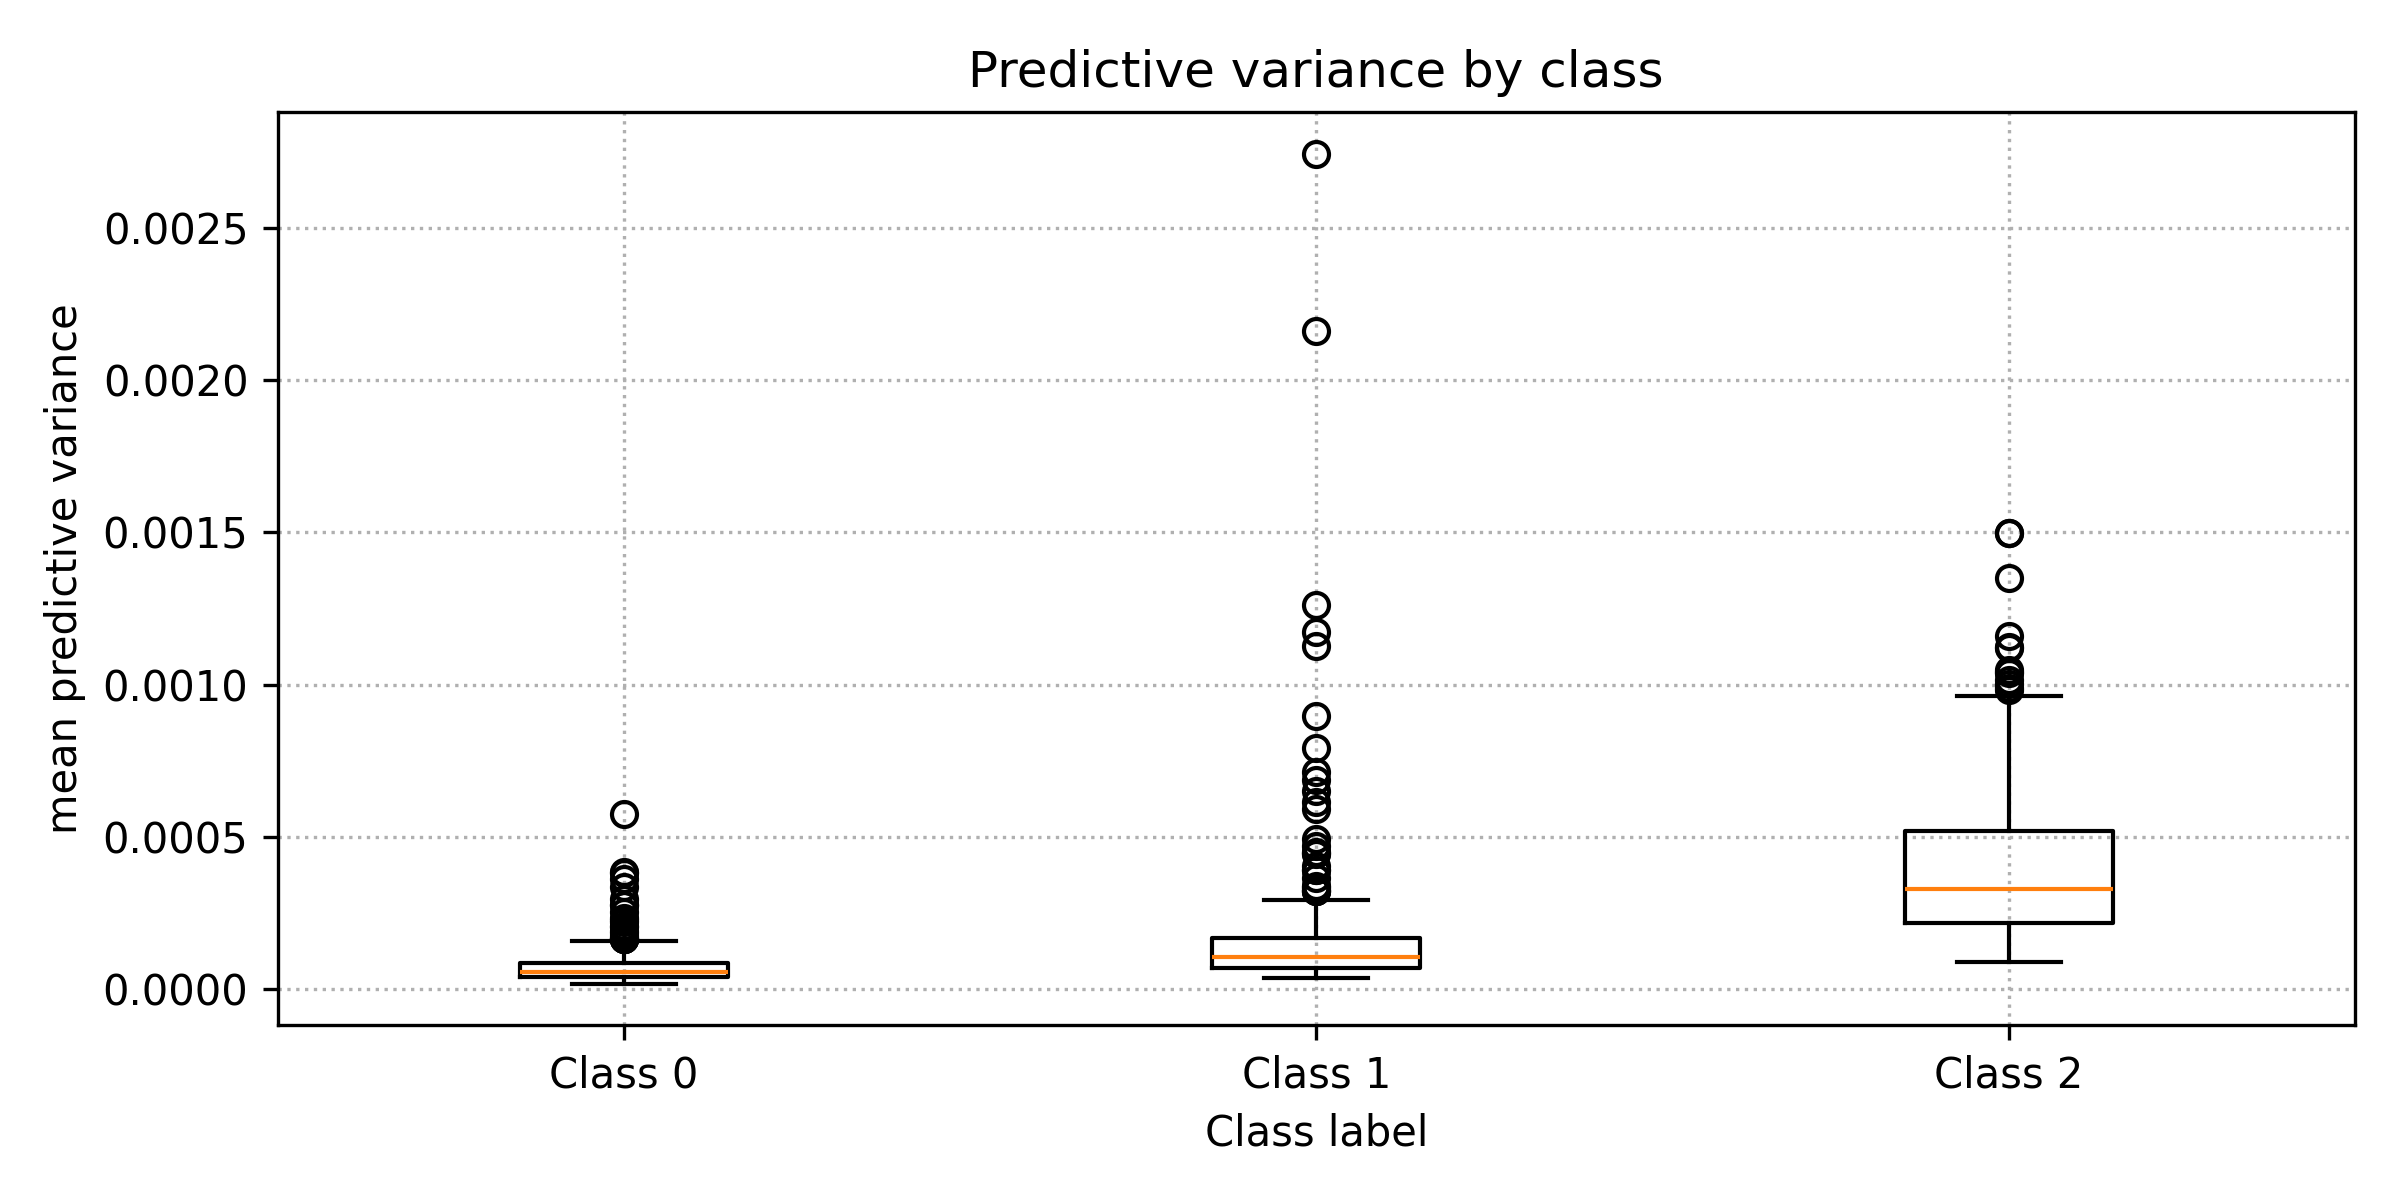 Predictive variance by class
mean predictive variance
0.0025
0.0020
0.0015
0.0010
0.0005
0.0000
Class 0
Class 1
Class 2
Class label